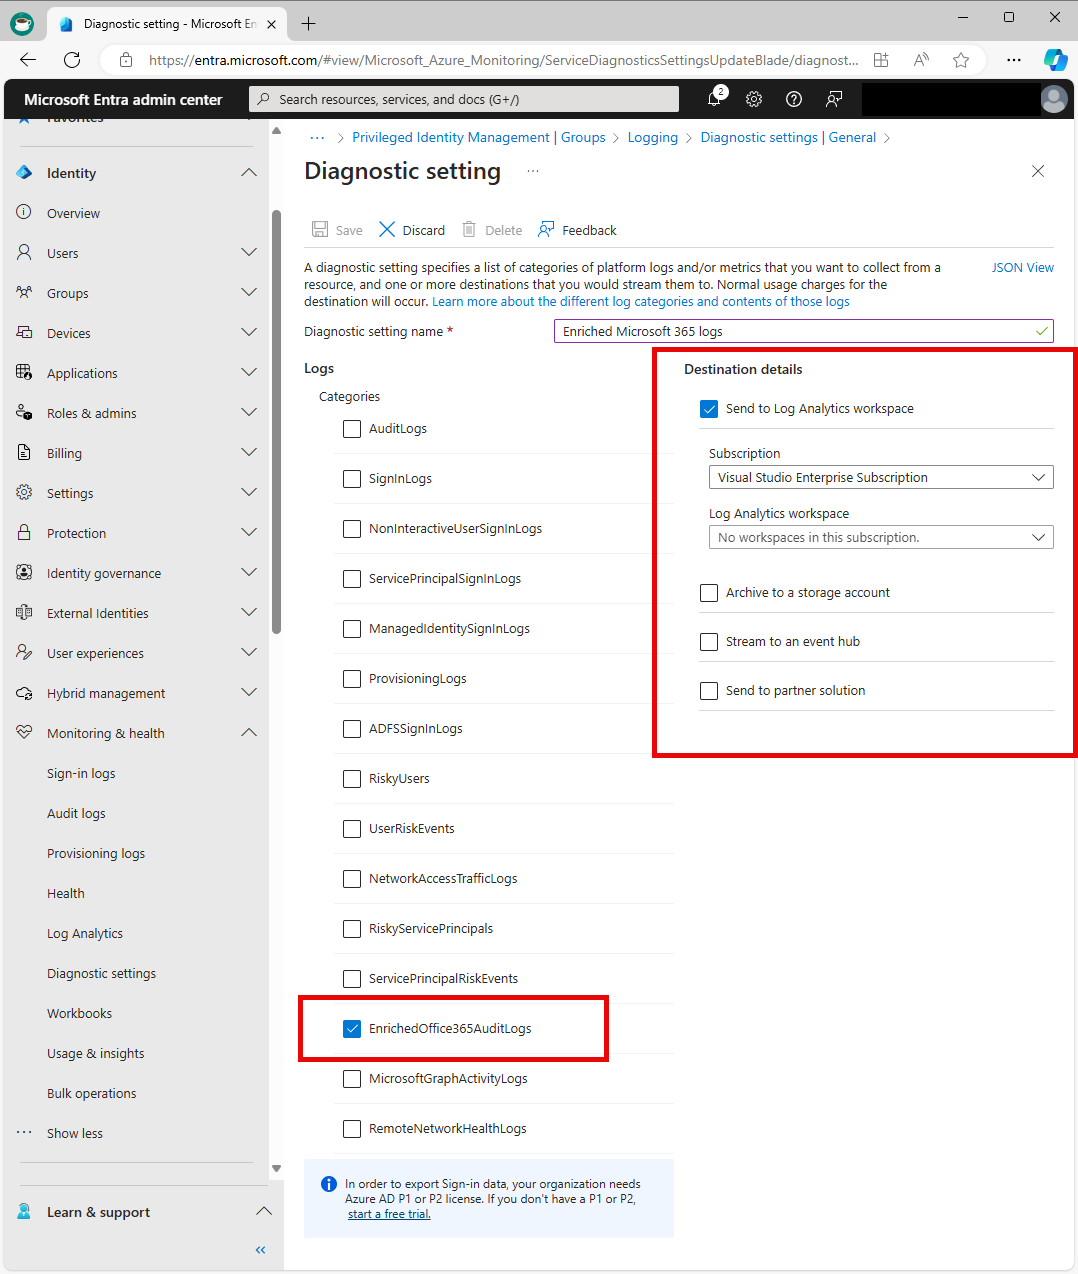 Diagnostic setting - Microsoft En
https://entra.microsoft.com/#view/Microsoft_Azure_Monitoring/ServiceDiagnosticsSettingsUpdateBlade/diagnost...
Microsoft Entra admin center
Search resources, services, and docs (G+/)
2
Favorites
Identity
Overview
Users
Groups
Devices
Applications
Roles & admins
Billing
Settings
Protection
Identity governance
External Identities
User experiences
Hybrid management
Monitoring & health
Sign-in logs
Audit logs
Provisioning logs
Health
Log Analytics
Diagnostic settings
Workbooks
Usage & insights
Bulk operations
Show less
Learn & support
... > Privileged Identity Management | Groups > Logging > Diagnostic settings | General >
Diagnostic setting ...
Save Discard Delete Feedback
A diagnostic setting specifies a list of categories of platform logs and/or metrics that you want to collect from a
resource, and one or more destinations that you would stream them to. Normal usage charges for the
destination will occur. Learn more about the different log categories and contents of those logs
JSON View
Diagnostic setting name * Enriched Microsoft 365 logs
Logs
Categories
AuditLogs
SignInLogs
NonInteractiveUserSignInLogs
ServicePrincipalSignInLogs
ManagedIdentitySignInLogs
ProvisioningLogs
ADFSSignInLogs
RiskyUsers
UserRiskEvents
NetworkAccessTrafficLogs
RiskyServicePrincipals
ServicePrincipalRiskEvents
EnrichedOffice365AuditLogs
MicrosoftGraphActivityLogs
RemoteNetworkHealthLogs
In order to export Sign-in data, your organization needs
Azure AD P1 or P2 license. If you don't have a P1 or P2,
start a free trial.
Destination details
Send to Log Analytics workspace
Subscription
Visual Studio Enterprise Subscription
Log Analytics workspace
No workspaces in this subscription.
Archive to a storage account
Stream to an event hub
Send to partner solution